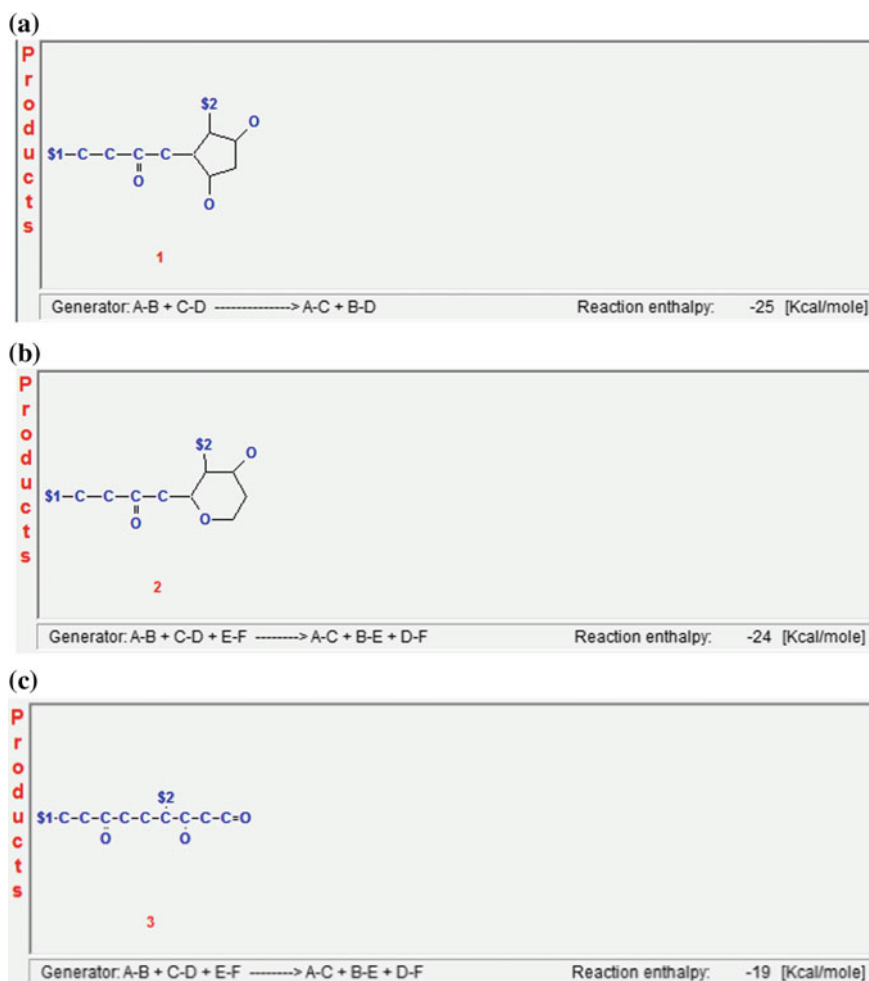 (a)
Products
$2
O
$1-C-C-C-C
O
O
1
Generator: A-B + C-D --------------> A-C + B-D Reaction enthalpy: -25 [Kcal/mole]
(b)
Products
$2
O
$1-C-C-C-C
O
O
2
Generator: A-B + C-D + E-F --------> A-C + B-E + D-F Reaction enthalpy: -24 [Kcal/mole]
(c)
Products
$2
$1-C-C-C-C-C-C-C-C-C=O
O O
3
Generator: A-B + C-D + E-F --------> A-C + B-E + D-F Reaction enthalpy: -19 [Kcal/mole]